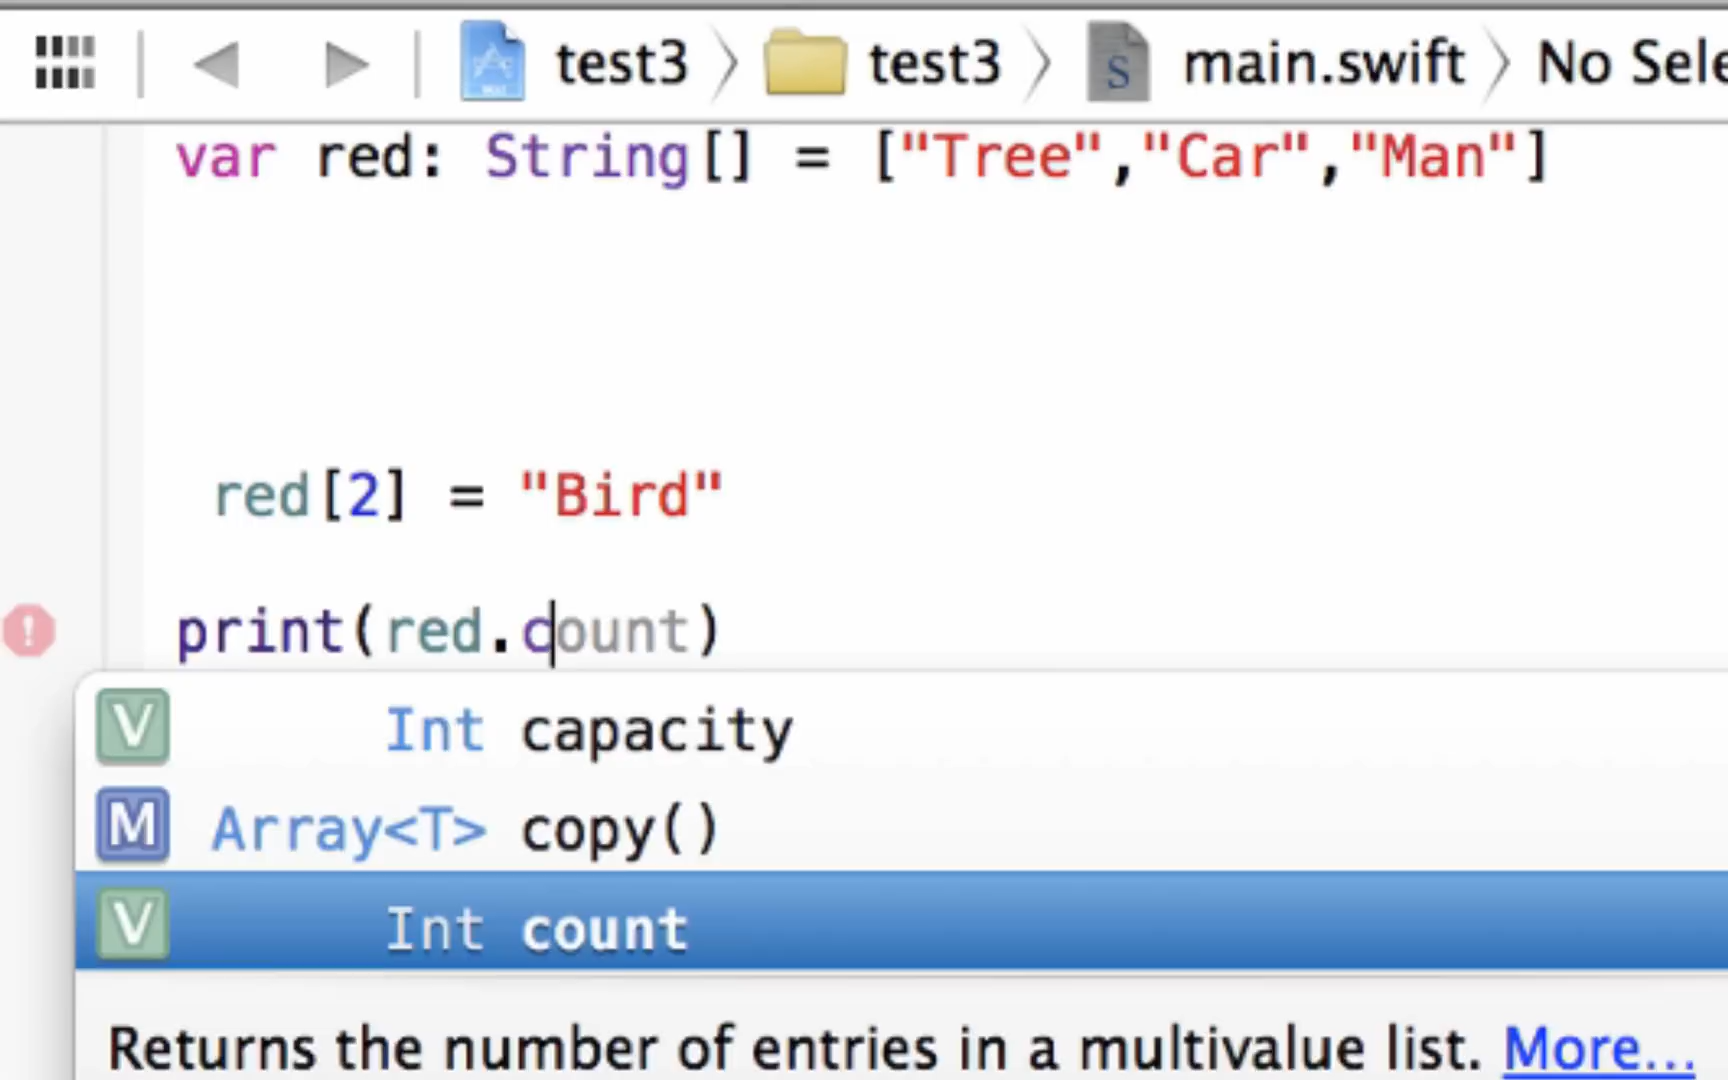 test3 〉 test3 〉 main.swift 〉 No Sele
var red: String[] = ["Tree","Car","Man"]
red[2] = "Bird"
print(red.count)
V Int capacity
M Array<T> copy()
V Int count
Returns the number of entries in a multivalue list. More...